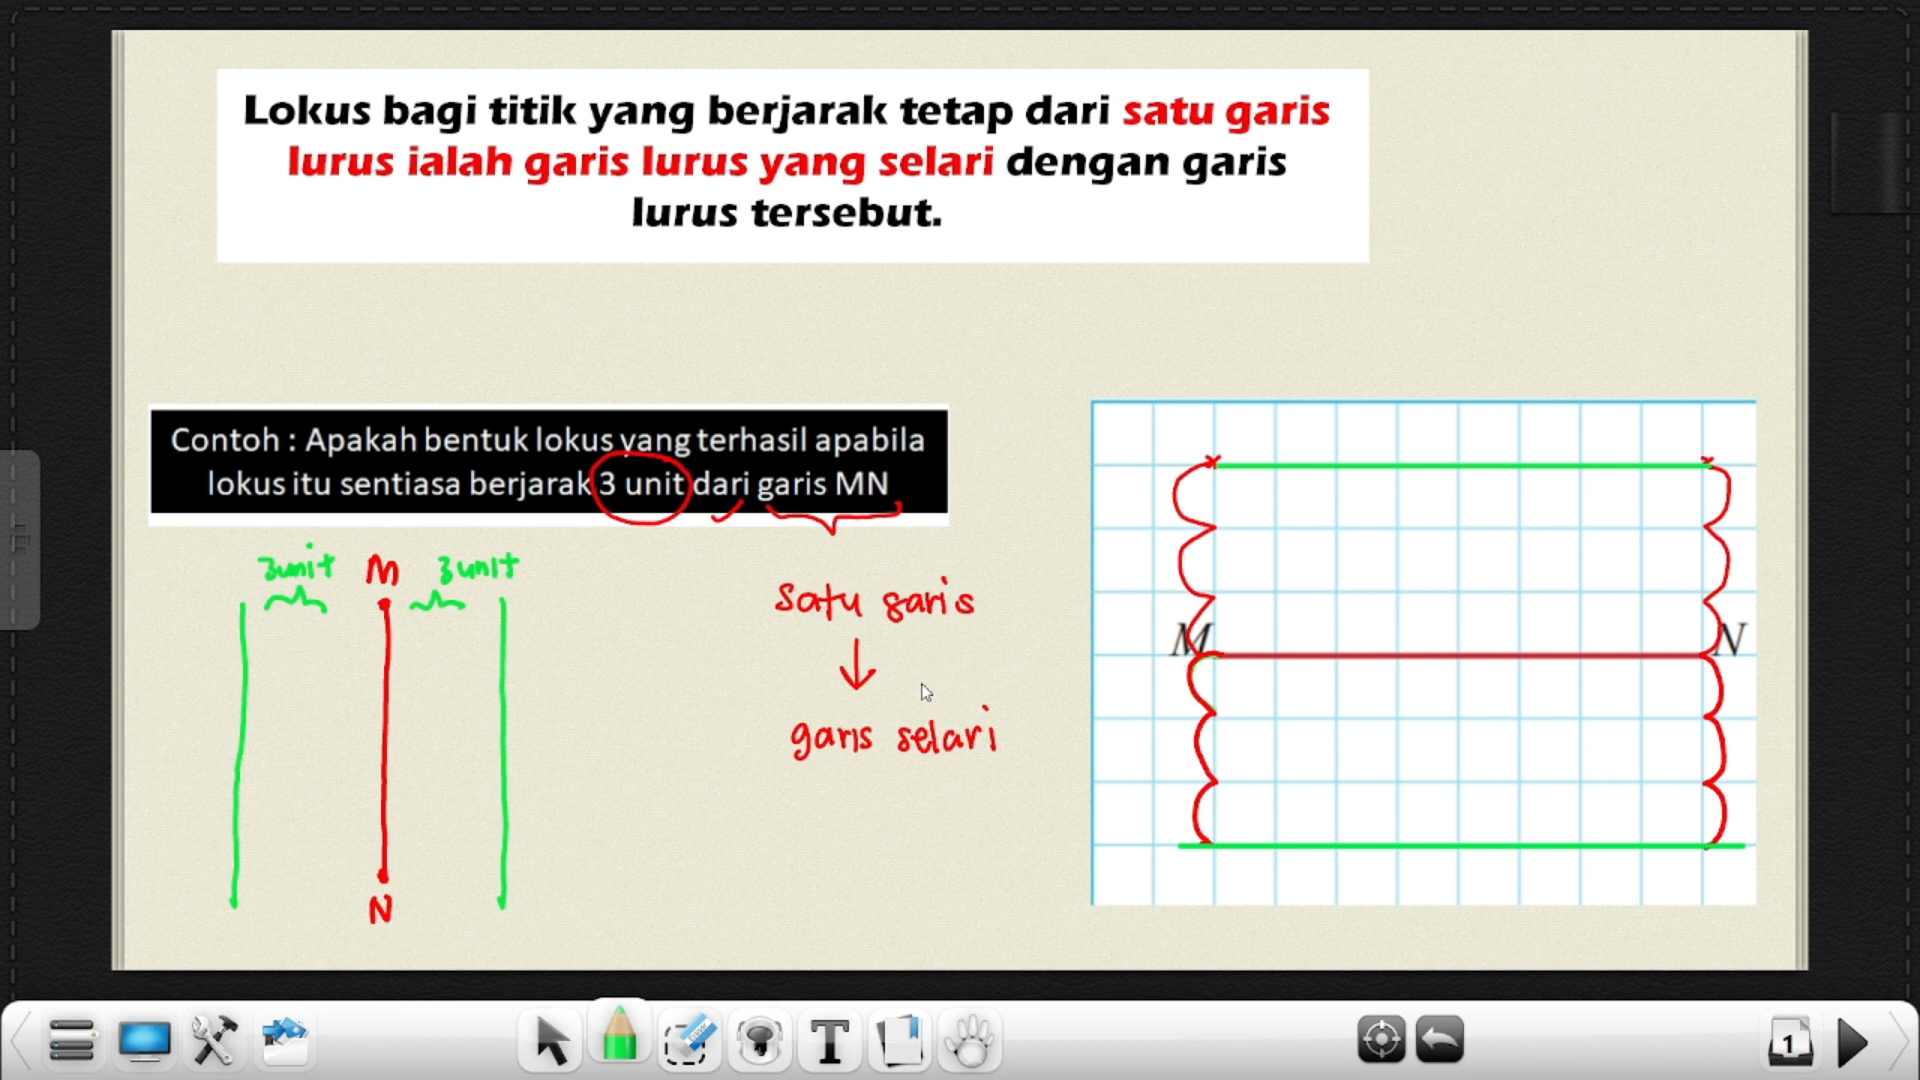 Lokus bagi titik yang berjarak tetap dari satu garis
lurus ialah garis lurus yang selari dengan garis
lurus tersebut.
Contoh : Apakah bentuk lokus yang terhasil apabila
lokus itu sentiasa berjarak 3 unit dari garis MN
3unit M 3unit
N
satu garis
garis selari
M N
T
1